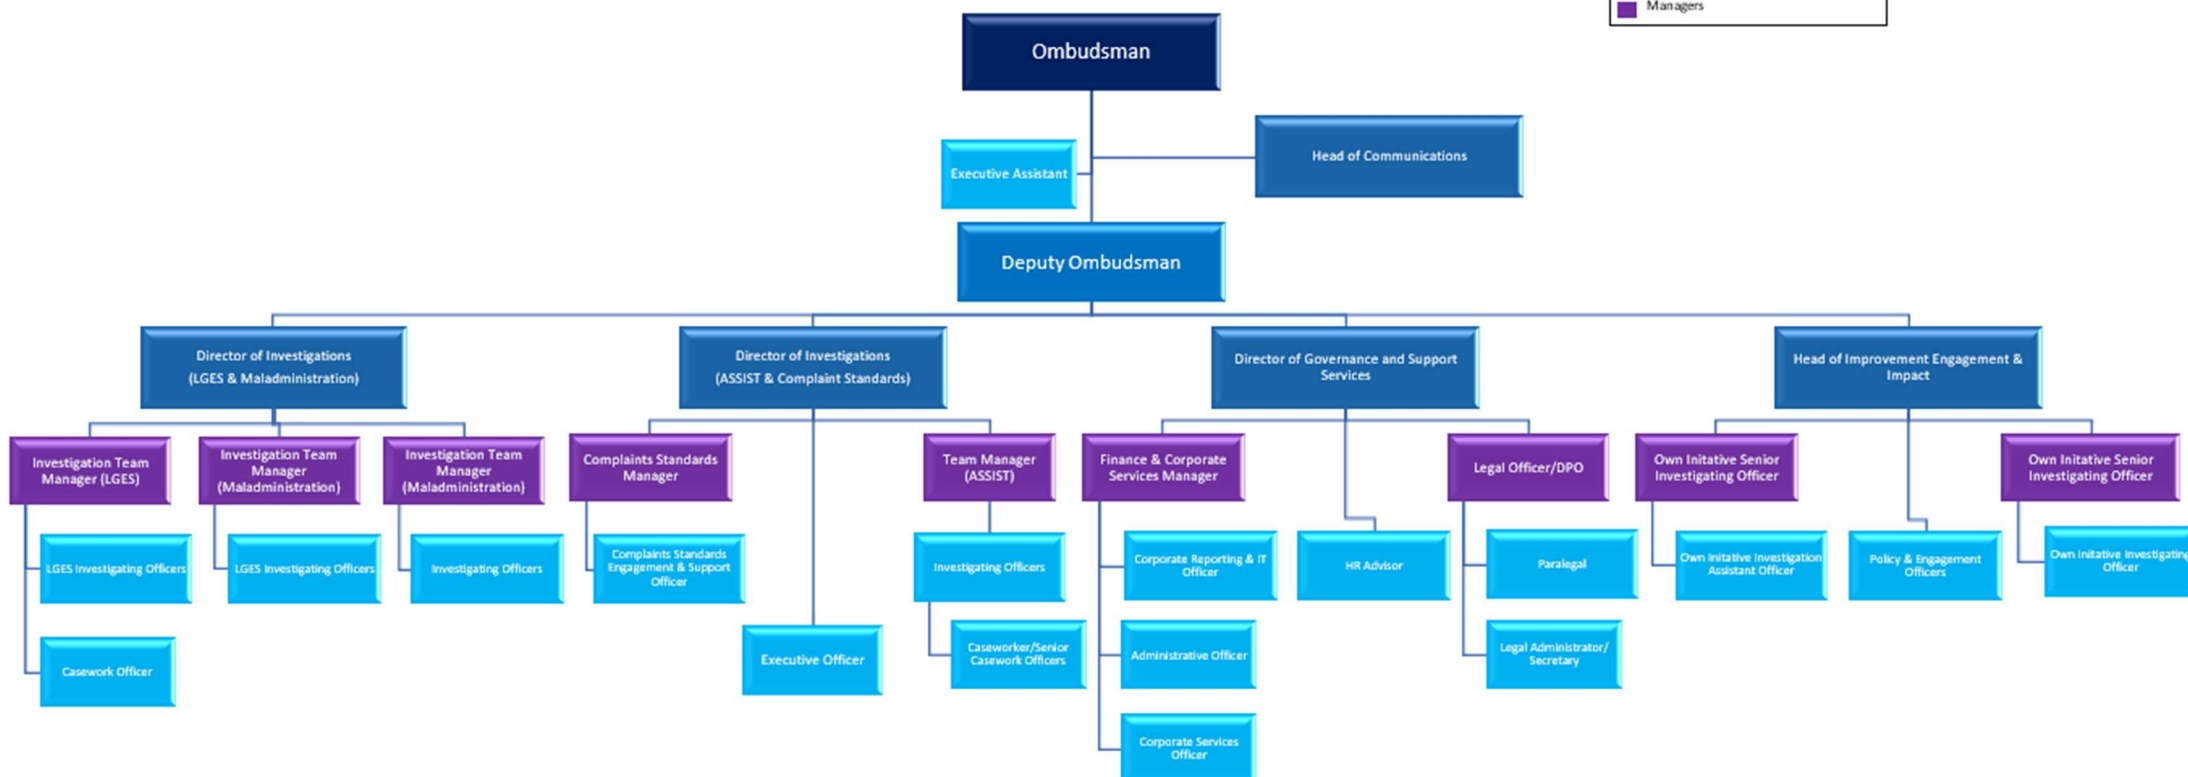 Managers
Ombudsman
Head of Communications
Executive Assistant
Deputy Ombudsman
Director of Investigations
(LGES & Maladministration)
Director of Investigations
(ASSIST & Complaint Standards)
Director of Governance and Support
Services
Head of Improvement Engagement &
Impact
Investigation Team
Manager (LGES)
Investigation Team
Manager
(Maladministration)
Investigation Team
Manager
(Maladministration)
Complaints Standards
Manager
Team Manager
(ASSIST)
Finance & Corporate
Services Manager
Legal Officer/DPO
Own Initative Senior
Investigating Officer
Own Initative Senior
Investigating Officer
LGES Investigating Officers
LGES Investigating Officers
Investigating Officers
Complaints Standards
Engagement & Support
Officer
Investigating Officers
Corporate Reporting & IT
Officer
HR Advisor
Paralegal
Own Initative Investigation
Assistant Officer
Policy & Engagement
Officers
Own Initative Investigating
Officer
Casework Officer
Executive Officer
Caseworker/Senior
Casework Officers
Administrative Officer
Legal Administrator/
Secretary
Corporate Services
Officer